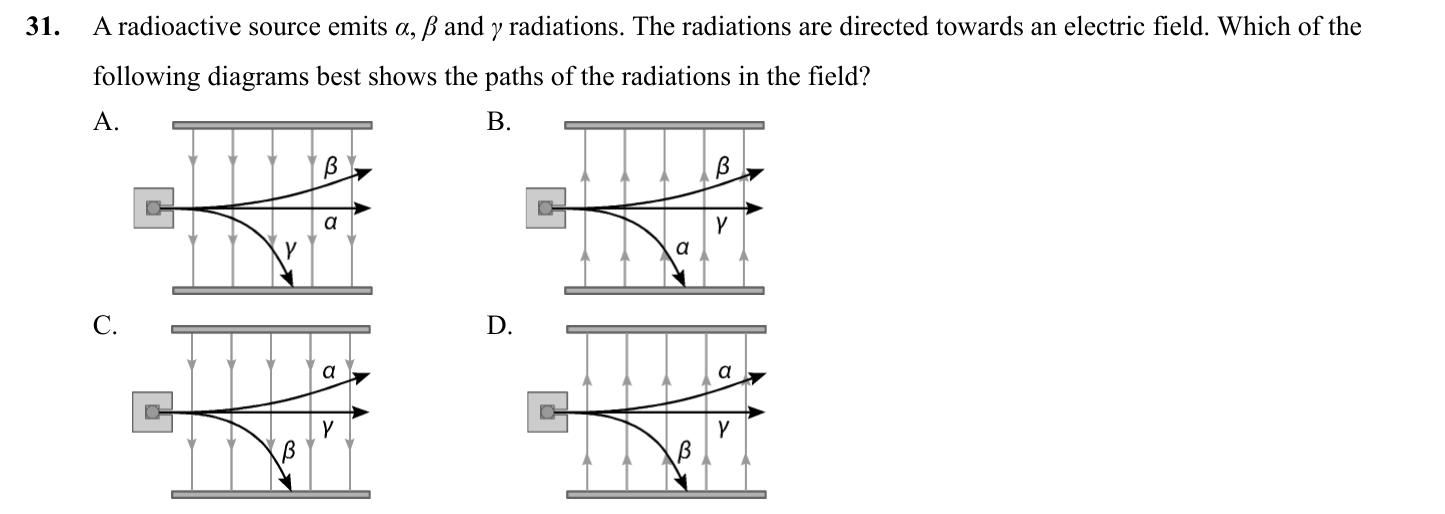 31. A radioactive source emits α, β and γ radiations. The radiations are directed towards an electric field. Which of the
following diagrams best shows the paths of the radiations in the field?
A.
β
α
γ
B.
β
γ
α
C.
α
γ
β
D.
α
γ
β